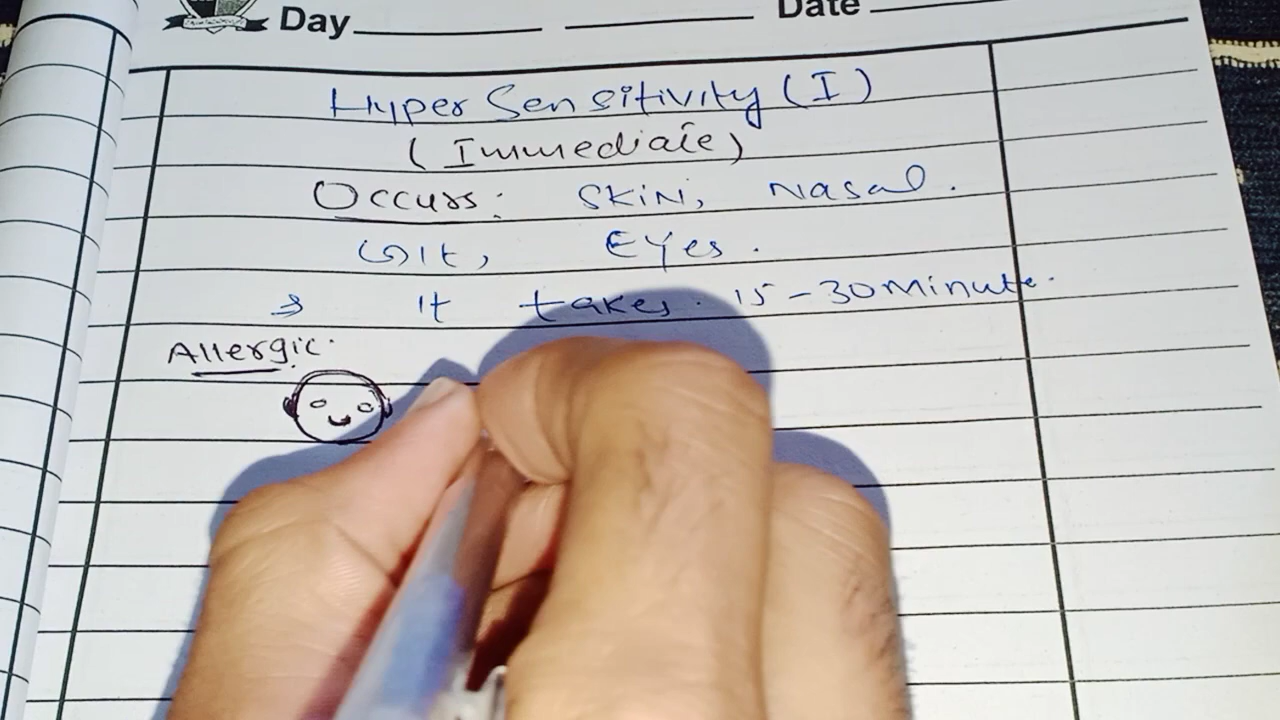 Day Date
Hyper Sensitivity (I)
(Immediate)
Occurs: Skin, Nasal.
GIt, Eyes.
→ It takes. 15-30 Minute.
Allergic.